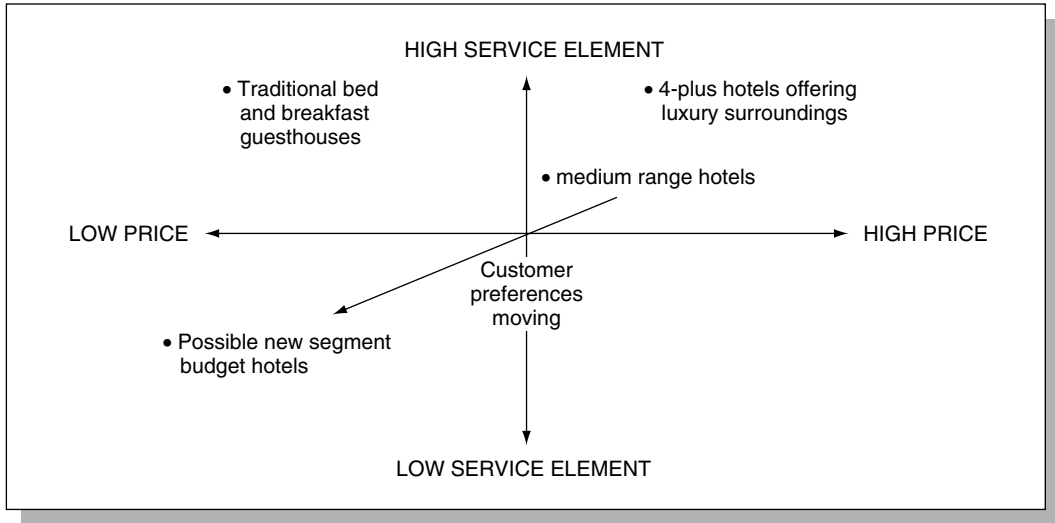 HIGH SERVICE ELEMENT
• Traditional bed
and breakfast
guesthouses
• 4-plus hotels offering
luxury surroundings
• medium range hotels
LOW PRICE
HIGH PRICE
Customer
preferences
moving
• Possible new segment
budget hotels
LOW SERVICE ELEMENT